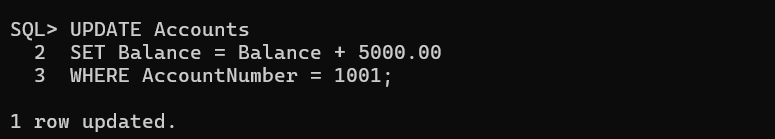 SQL> UPDATE Accounts
  2  SET Balance = Balance + 5000.00
  3  WHERE AccountNumber = 1001;

1 row updated.